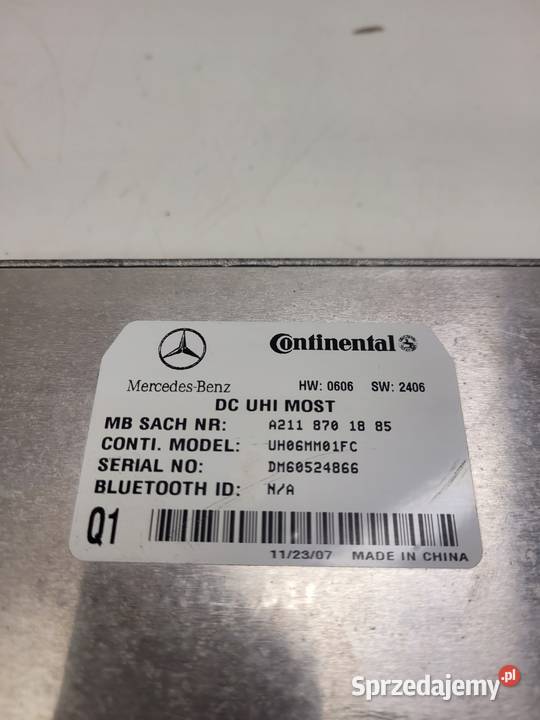 Continental
Mercedes-Benz HW: 0606 SW: 2406
DC UHI MOST
MB SACH NR: A211 870 18 85
CONTI. MODEL: UH06MM01FC
SERIAL NO: DM60524866
BLUETOOTH ID: N/A
Q1
11/23/07 MADE IN CHINA
Sprzedajemy.pl